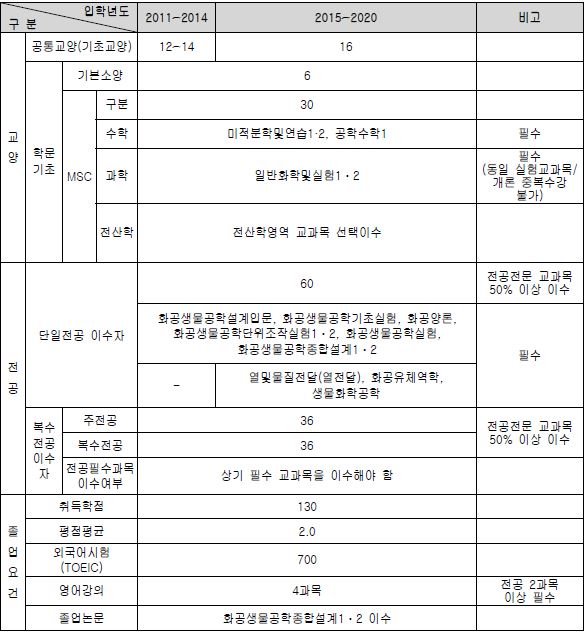 입학년도
구 분
2011-2014
2015-2020
비고
교양
공통교양(기초교양)
12-14
16
학문
기초
기본소양
6
MSC
구분
30
수학
미적분학및연습1·2, 공학수학1
필수
과학
일반화학및실험1·2
필수
(동일 실험교과목/
개론 중복수강
불가)
전산학
전산학영역 교과목 선택이수
전공
단일전공 이수자
60
전공전문 교과목
50% 이상 이수
화공생물공학설계입문, 화공생물공학기초실험, 화공양론,
화공생물공학단위조작실험1·2, 화공생물공학실험,
화공생물공학종합설계1·2
필수
-
열및물질전달(열전달), 화공유체역학,
생물화학공학
복수
전공
이수
자
주전공
36
전공전문 교과목
50% 이상 이수
복수전공
36
전공필수과목
이수여부
상기 필수 교과목을 이수해야 함
졸업요건
취득학점
130
평점평균
2.0
외국어시험
(TOEIC)
700
영어강의
4과목
전공 2과목
이상 필수
졸업논문
화공생물공학종합설계1·2 이수